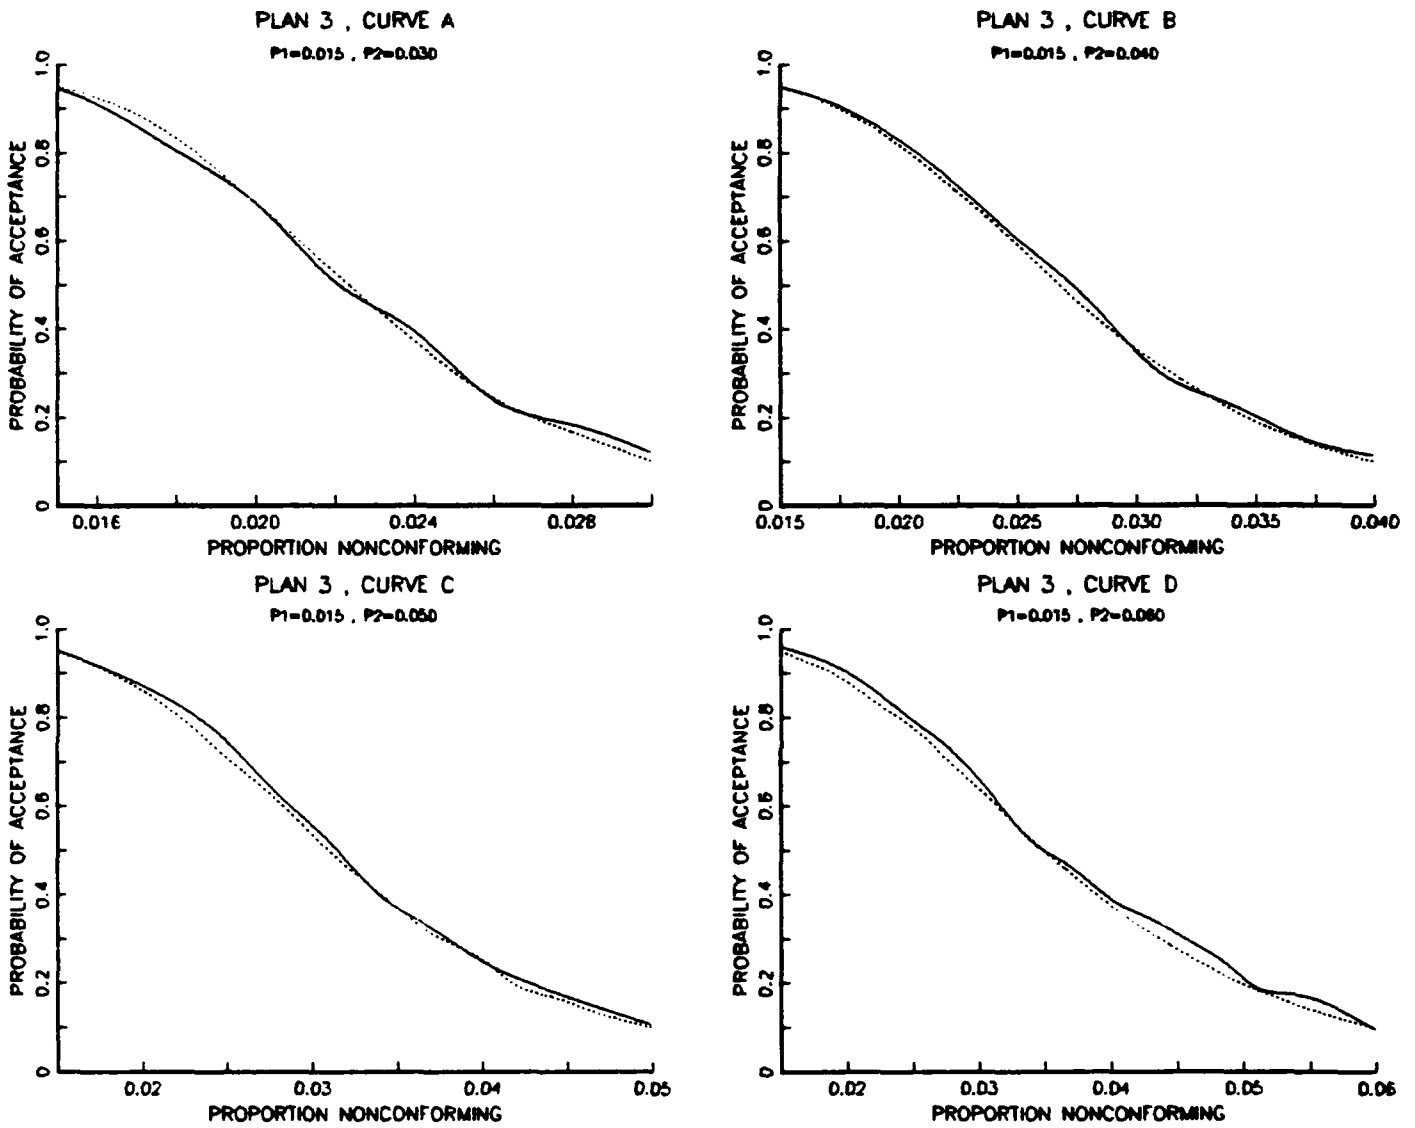 PLAN 3 , CURVE A
P1=0.015 , P2=0.030
PROBABILITY OF ACCEPTANCE
1.0
0.8
0.6
0.4
0.2
0
0.016 0.020 0.024 0.028
PROPORTION NONCONFORMING
PLAN 3 , CURVE B
P1=0.015 , P2=0.040
PROBABILITY OF ACCEPTANCE
1.0
0.8
0.6
0.4
0.2
0
0.015 0.020 0.025 0.030 0.035 0.040
PROPORTION NONCONFORMING
PLAN 3 , CURVE C
P1=0.015 , P2=0.050
PROBABILITY OF ACCEPTANCE
1.0
0.8
0.6
0.4
0.2
0
0.02 0.03 0.04 0.05
PROPORTION NONCONFORMING
PLAN 3 , CURVE D
P1=0.015 , P2=0.060
PROBABILITY OF ACCEPTANCE
1.0
0.8
0.6
0.4
0.2
0
0.02 0.03 0.04 0.05 0.06
PROPORTION NONCONFORMING